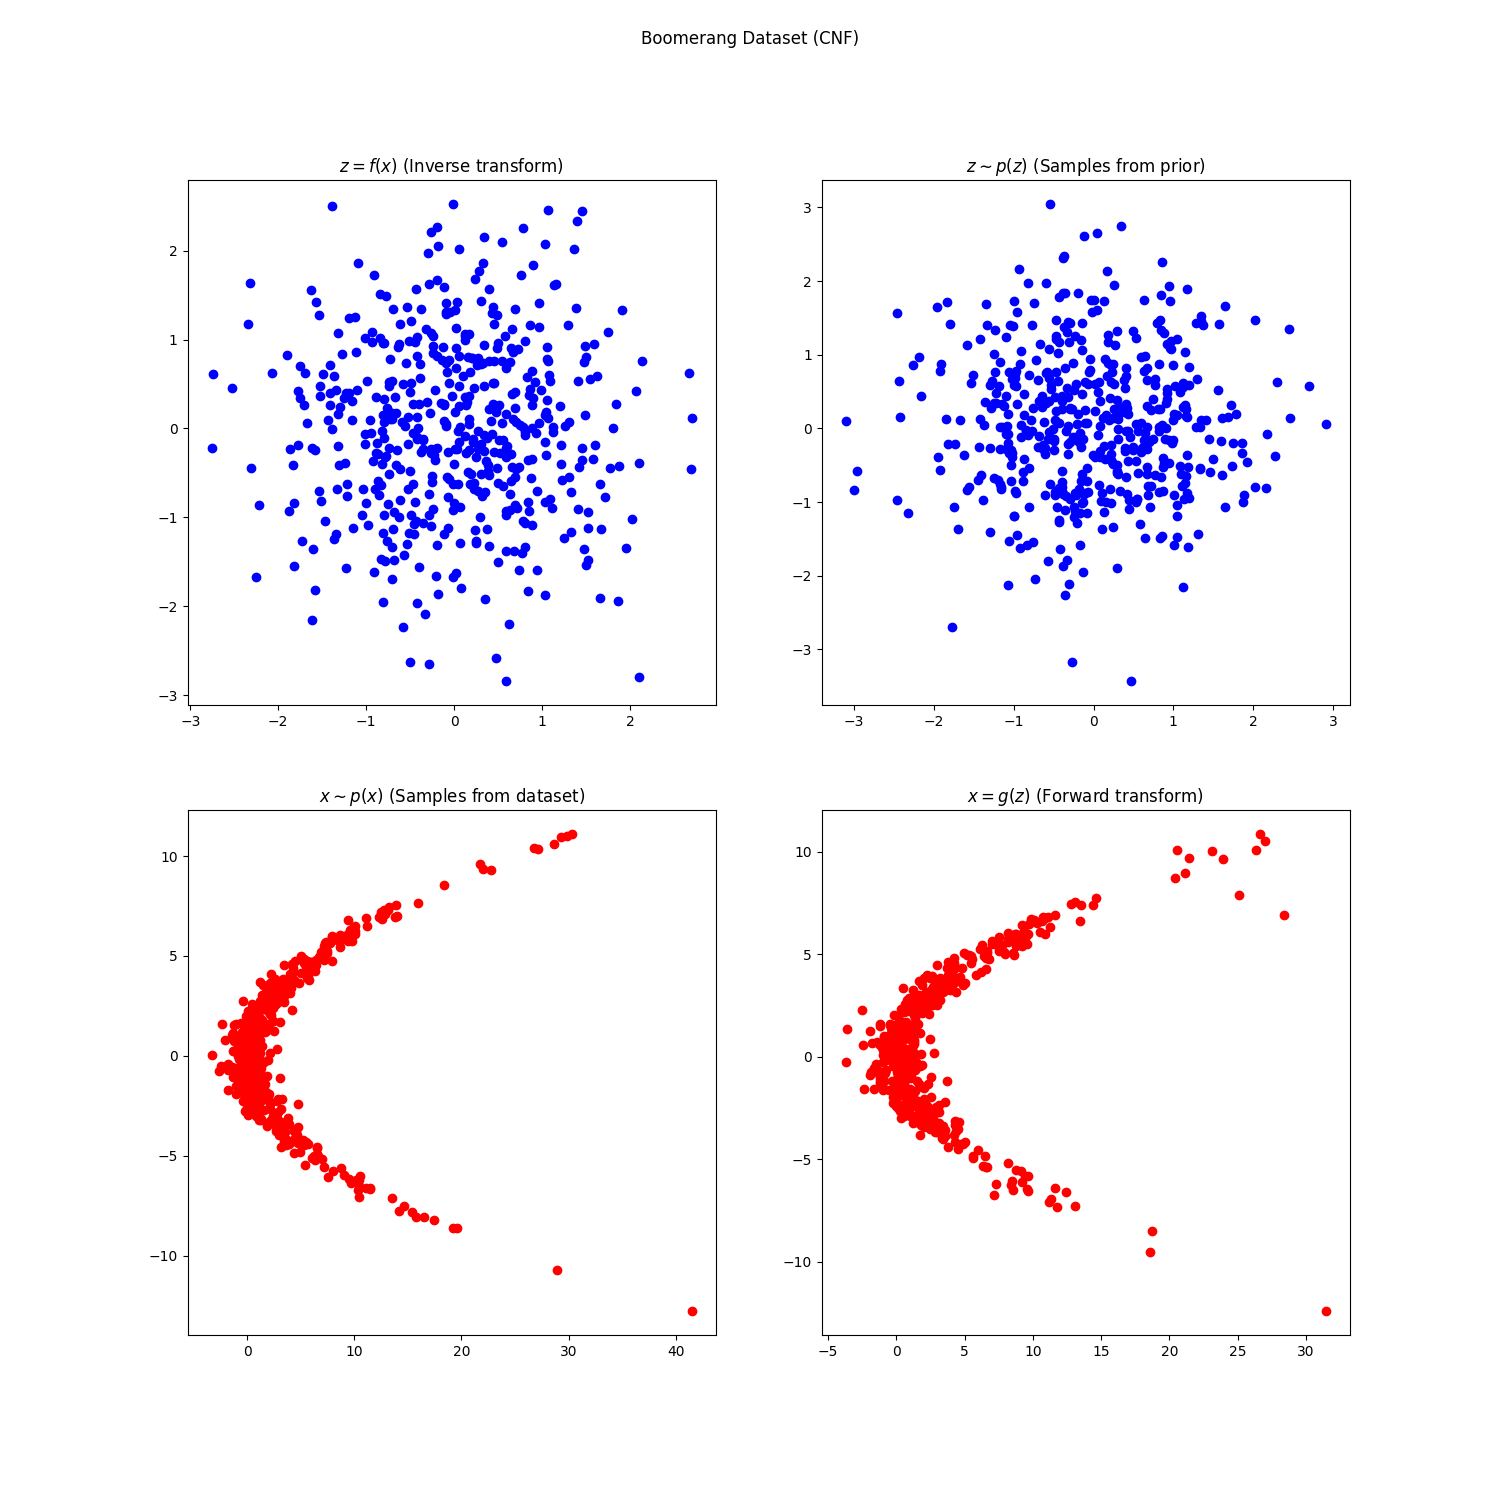 Boomerang Dataset (CNF)
z = f(x) (Inverse transform)
2
1
0
−1
−2
−3
−3 −2 −1 0 1 2
z ~ p(z) (Samples from prior)
3
2
1
0
−1
−2
−3
−3 −2 −1 0 1 2 3
x ~ p(x) (Samples from dataset)
10
5
0
−5
−10
0 10 20 30 40
x = g(z) (Forward transform)
10
5
0
−5
−10
−5 0 5 10 15 20 25 30